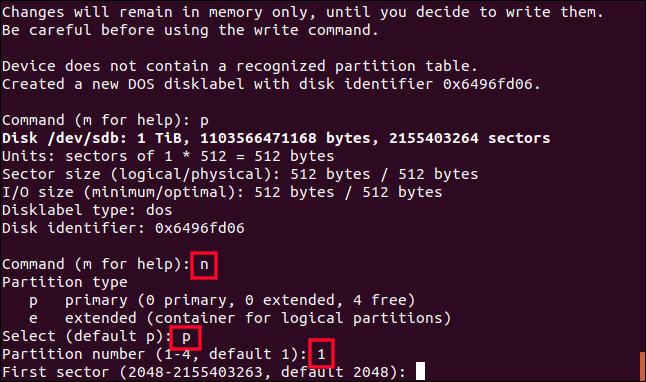 Changes will remain in memory only, until you decide to write them.
Be careful before using the write command.
Device does not contain a recognized partition table.
Created a new DOS disklabel with disk identifier 0x6496fd06.
Command (m for help): p
Disk /dev/sdb: 1 TiB, 1103566471168 bytes, 2155403264 sectors
Units: sectors of 1 * 512 = 512 bytes
Sector size (logical/physical): 512 bytes / 512 bytes
I/O size (minimum/optimal): 512 bytes / 512 bytes
Disklabel type: dos
Disk identifier: 0x6496fd06
Command (m for help): n
Partition type
p primary (0 primary, 0 extended, 4 free)
e extended (container for logical partitions)
Select (default p): p
Partition number (1-4, default 1): 1
First sector (2048-2155403263, default 2048):